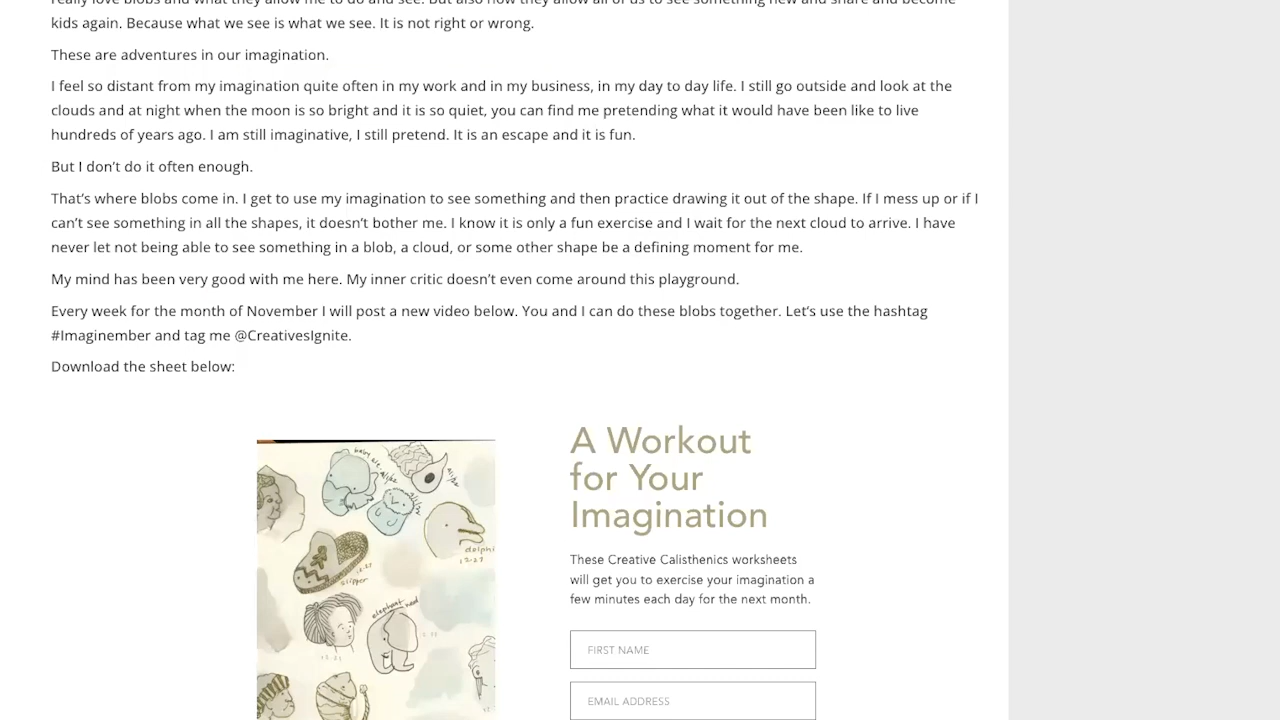 kids again. Because what we see is what we see. It is not right or wrong.
These are adventures in our imagination.
I feel so distant from my imagination quite often in my work and in my business, in my day to day life. I still go outside and look at the
clouds and at night when the moon is so bright and it is so quiet, you can find me pretending what it would have been like to live
hundreds of years ago. I am still imaginative, I still pretend. It is an escape and it is fun.
But I don’t do it often enough.
That’s where blobs come in. I get to use my imagination to see something and then practice drawing it out of the shape. If I mess up or if I
can’t see something in all the shapes, it doesn’t bother me. I know it is only a fun exercise and I wait for the next cloud to arrive. I have
never let not being able to see something in a blob, a cloud, or some other shape be a defining moment for me.
My mind has been very good with me here. My inner critic doesn’t even come around this playground.
Every week for the month of November I will post a new video below. You and I can do these blobs together. Let’s use the hashtag
#Imaginember and tag me @CreativesIgnite.
Download the sheet below:
A Workout
for Your
Imagination
These Creative Calisthenics worksheets
will get you to exercise your imagination a
few minutes each day for the next month.
FIRST NAME
EMAIL ADDRESS
baby
dolphi
12.27
12.27
slipper
elephant